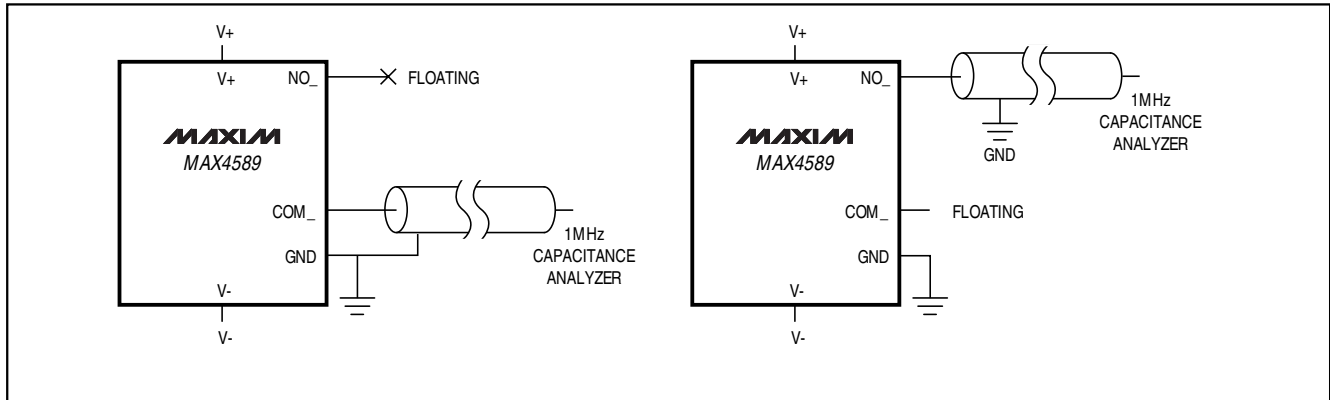 V+
V+
NO_
FLOATING
MAXIM
MAX4589
COM_
1MHz
CAPACITANCE
ANALYZER
GND
V-
V-
V+
V+
NO_
1MHz
CAPACITANCE
ANALYZER
GND
MAXIM
MAX4589
COM_
FLOATING
GND
V-
V-